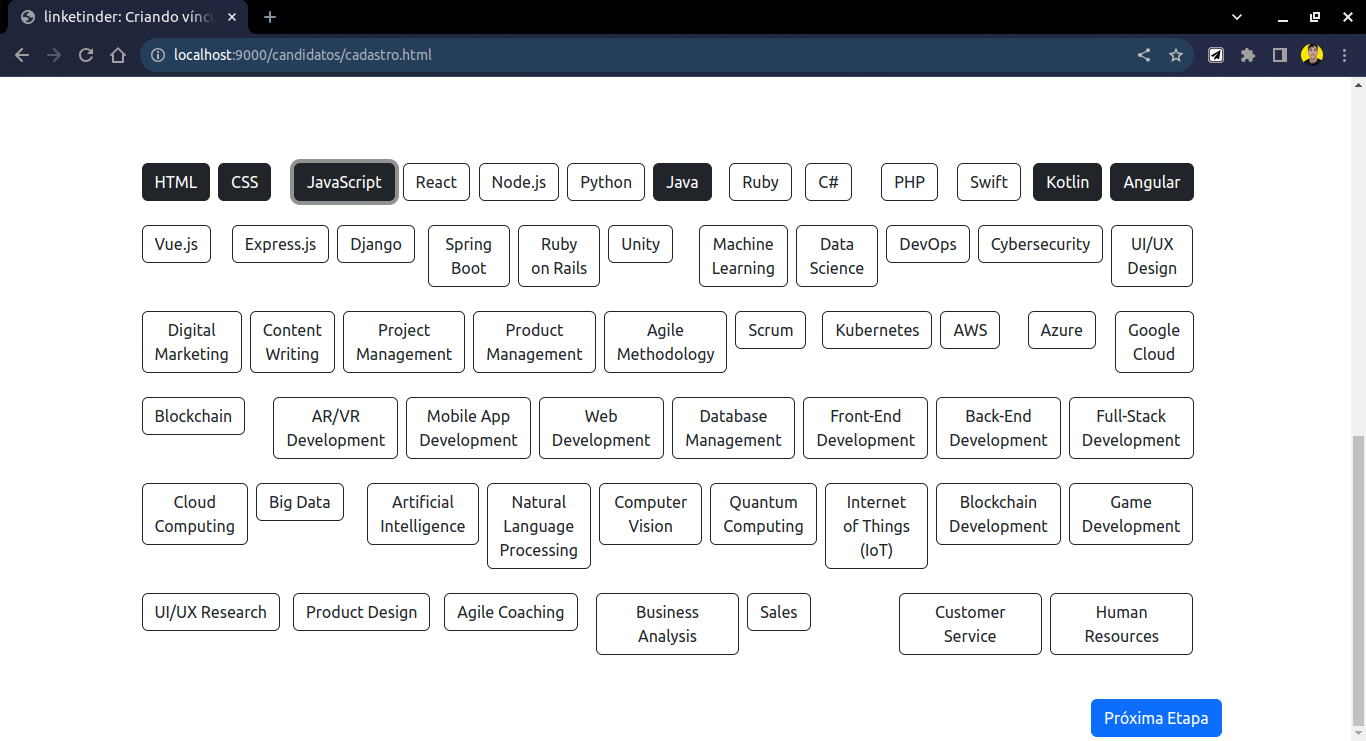 linketinder: Criando víncu
localhost:9000/candidatos/cadastro.html
HTML CSS JavaScript React Node.js Python Java Ruby C# PHP Swift Kotlin Angular
Vue.js Express.js Django Spring Boot Ruby on Rails Unity Machine Learning Data Science DevOps Cybersecurity UI/UX Design
Digital Marketing Content Writing Project Management Product Management Agile Methodology Scrum Kubernetes AWS Azure Google Cloud
Blockchain AR/VR Development Mobile App Development Web Development Database Management Front-End Development Back-End Development Full-Stack Development
Cloud Computing Big Data Artificial Intelligence Natural Language Processing Computer Vision Quantum Computing Internet of Things (IoT) Blockchain Development Game Development
UI/UX Research Product Design Agile Coaching Business Analysis Sales Customer Service Human Resources
Próxima Etapa